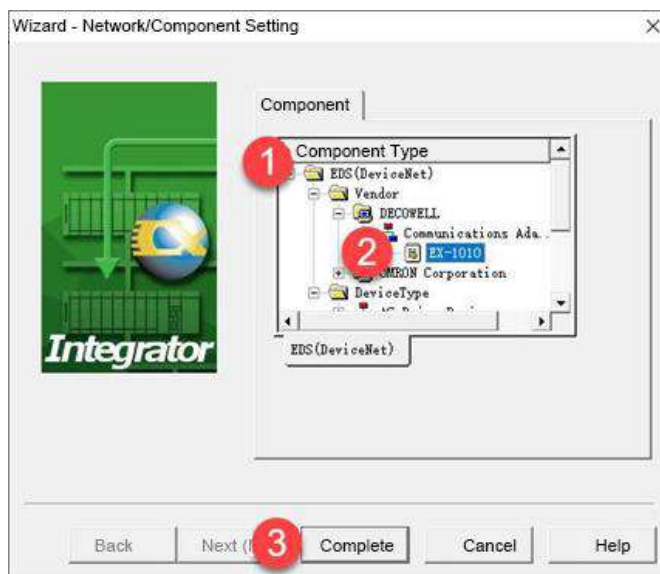 Wizard - Network/Component Setting
Component
1 Component Type
EDS(DeviceNet)
Vendor
DECOWELL
Communications Ada..
2 EX-1010
Corporation
DeviceType
EDS(DeviceNet)
Integrator
Back Next 3 Complete Cancel Help